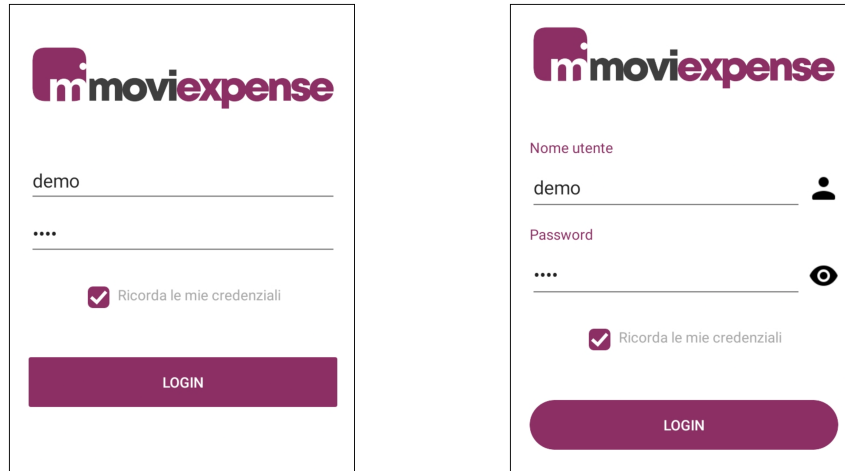 m moviexpense
demo
••••
Ricorda le mie credenziali
LOGIN
m moviexpense
Nome utente
demo
Password
••••
Ricorda le mie credenziali
LOGIN